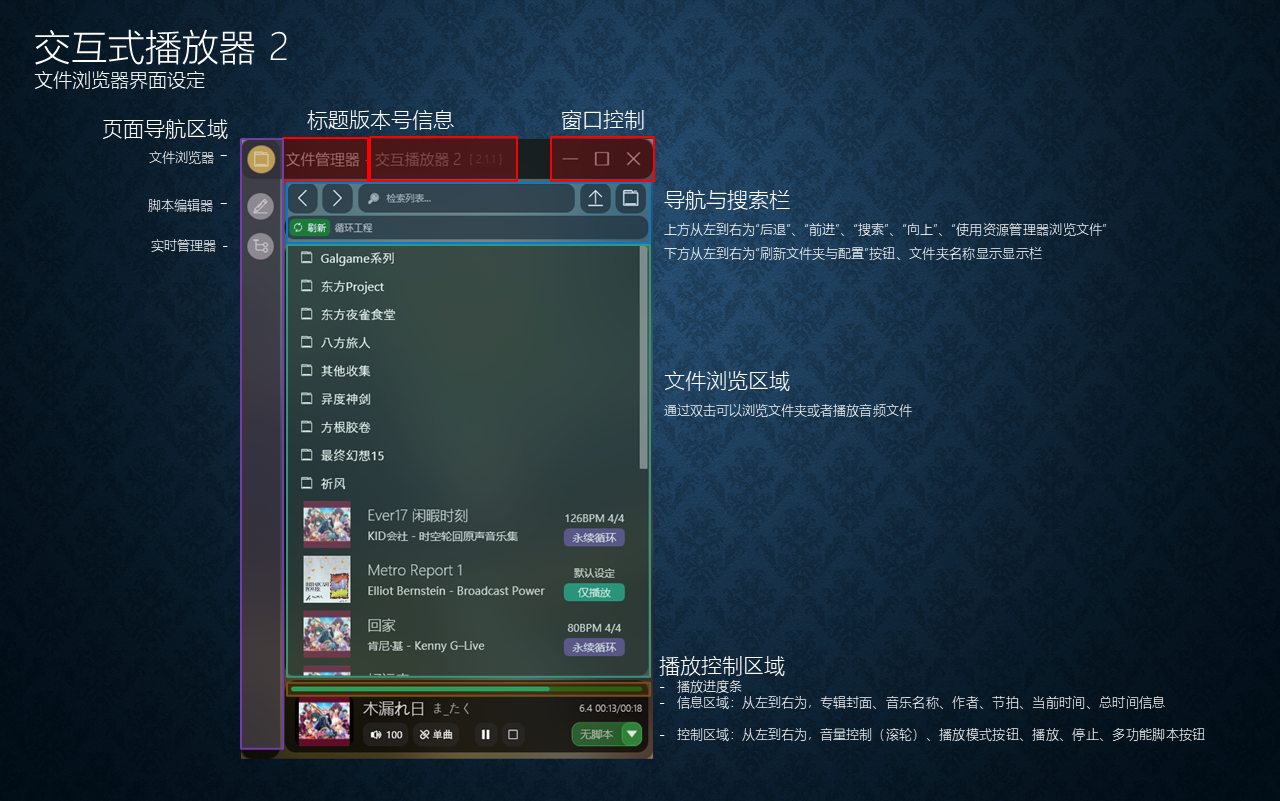 交互式播放器 2
文件浏览器界面设定
页面导航区域
标题版本号信息
窗口控制
文件浏览器 -
脚本编辑器 -
实时管理器 -
文件管理器 - 交互播放器 2 [2.1.1]
检索列表...
刷新 循环工程
导航与搜索栏
上方从左到右为“后退”、“前进”、“搜索”、“向上”、“使用资源管理器浏览文件”
下方从左到右为“刷新文件夹与配置”按钮、文件夹名称显示显示栏
Galgame系列
东方Project
东方夜雀食堂
八方旅人
其他收集
异度神剑
方根胶卷
最终幻想15
祈风
文件浏览区域
通过双击可以浏览文件夹或者播放音频文件
Ever17 闲暇时刻
KID会社 - 时空轮回原声音乐集
126BPM 4/4
永续循环
Metro Report 1
Elliot Bernstein - Broadcast Power
默认设定
仅播放
回家
肯尼·基 - Kenny G–Live
80BPM 4/4
永续循环
木漏れ日 ま_たく
6.4 00:13/00:18
100 单曲
无脚本
播放控制区域
- 播放进度条
- 信息区域：从左到右为，专辑封面、音乐名称、作者、节拍、当前时间、总时间信息
- 控制区域：从左到右为，音量控制（滚轮）、播放模式按钮、播放、停止、多功能脚本按钮